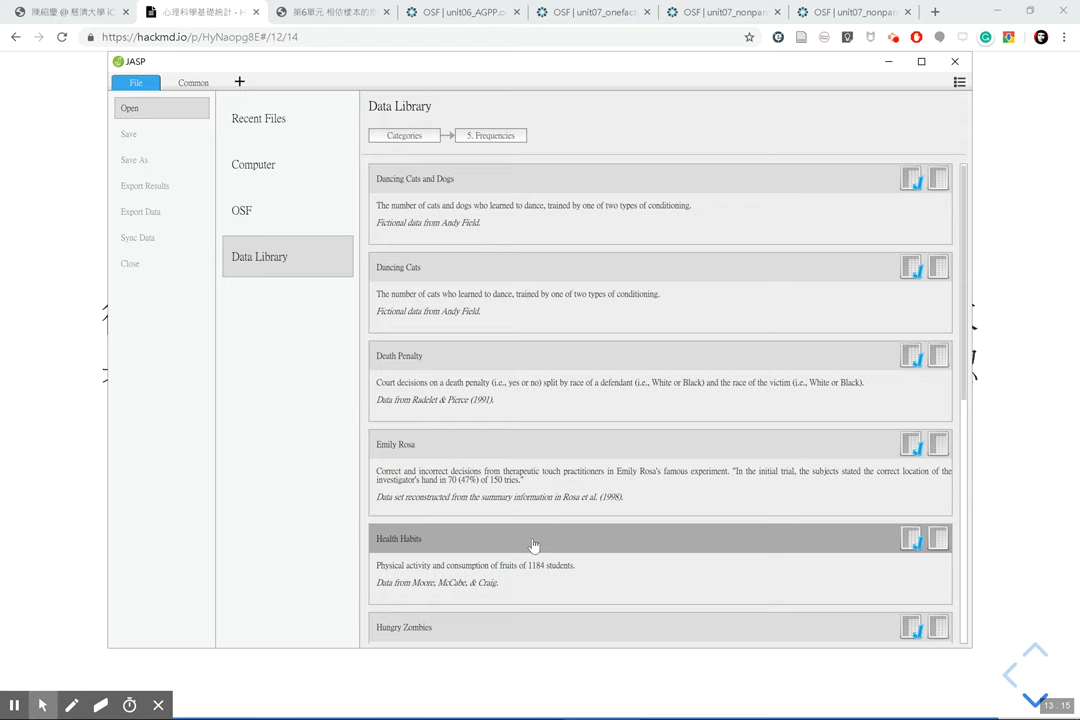 陳紹慶 @ 慈濟大學 iC
心理科學基礎統計 - H
第6單元 相依樣本的推
OSF | unit06_AGPP.o
OSF | unit07_onefact
OSF | unit07_nonpar
OSF | unit07_nonpar
https://hackmd.io/p/HyNaopg8E#/12/14
JASP
File
Common
Open
Save
Save As
Export Results
Export Data
Sync Data
Close
Recent Files
Computer
OSF
Data Library
Data Library
Categories
5. Frequencies
Dancing Cats and Dogs
The number of cats and dogs who learned to dance, trained by one of two types of conditioning.
Fictional data from Andy Field.
Dancing Cats
The number of cats who learned to dance, trained by one of two types of conditioning.
Fictional data from Andy Field.
Death Penalty
Court decisions on a death penalty (i.e., yes or no) split by race of a defendant (i.e., White or Black) and the race of the victim (i.e., White or Black).
Data from Radelet & Pierce (1991).
Emily Rosa
Correct and incorrect decisions from therapeutic touch practitioners in Emily Rosa's famous experiment. "In the initial trial, the subjects stated the correct location of the
investigator's hand in 70 (47%) of 150 tries."
Data set reconstructed from the summary information in Rosa et al. (1998).
Health Habits
Physical activity and consumption of fruits of 1184 students.
Data from Moore, McCabe, & Craig.
Hungry Zombies
13 . 15